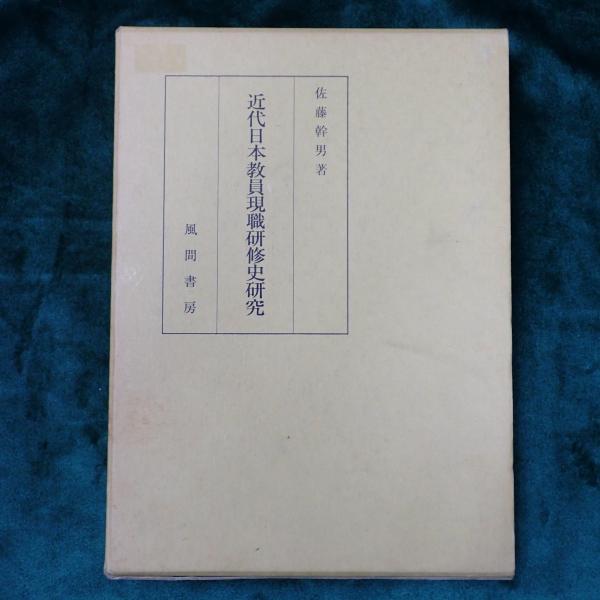 佐藤幹男著
近代日本教員現職研修史研究
風間書房